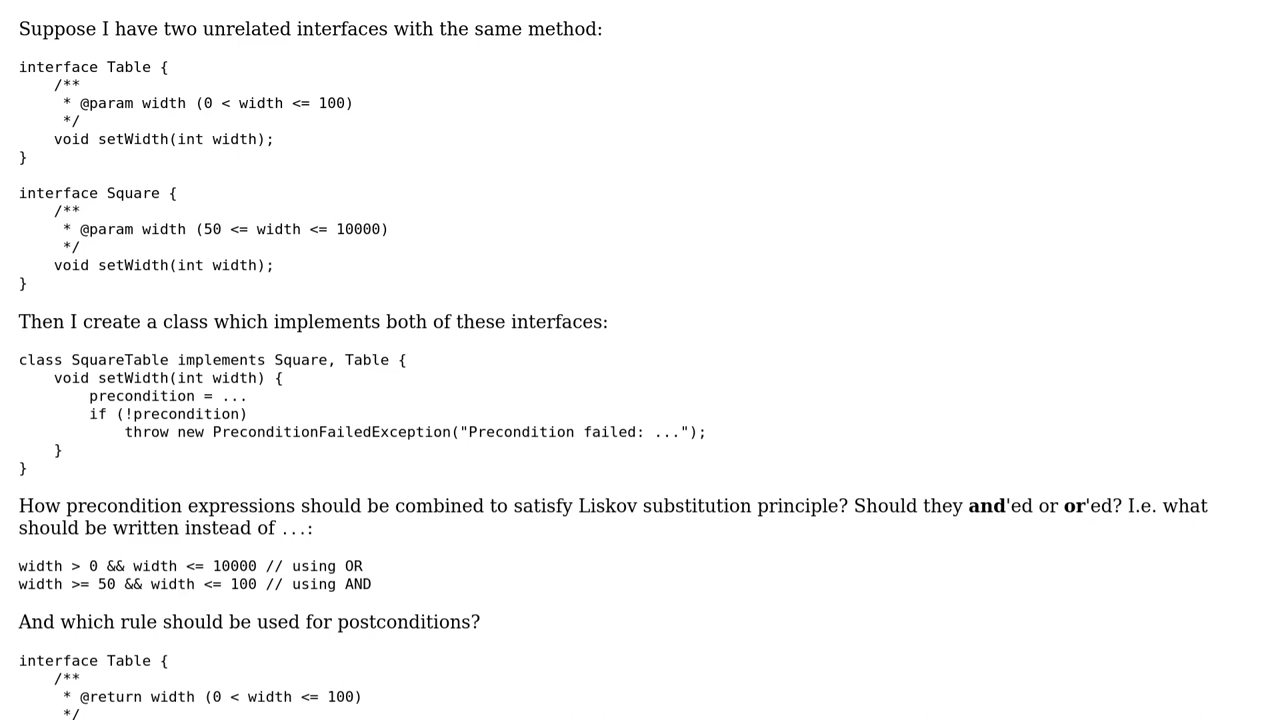 Suppose I have two unrelated interfaces with the same method:
interface Table {
    /**
     * @param width (0 < width <= 100)
     */
    void setWidth(int width);
}
interface Square {
    /**
     * @param width (50 <= width <= 10000)
     */
    void setWidth(int width);
}
Then I create a class which implements both of these interfaces:
class SquareTable implements Square, Table {
    void setWidth(int width) {
        precondition = ...
        if (!precondition)
            throw new PreconditionFailedException("Precondition failed: ...");
    }
}
How precondition expressions should be combined to satisfy Liskov substitution principle? Should they and'ed or or'ed? I.e. what
should be written instead of ...:
width > 0 && width <= 10000 // using OR
width >= 50 && width <= 100 // using AND
And which rule should be used for postconditions?
interface Table {
    /**
     * @return width (0 < width <= 100)
     */